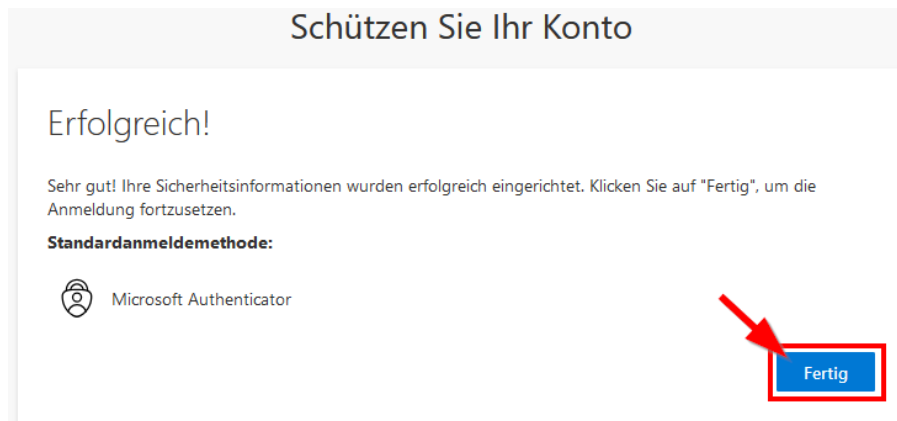 Schützen Sie Ihr Konto
Erfolgreich!
Sehr gut! Ihre Sicherheitsinformationen wurden erfolgreich eingerichtet. Klicken Sie auf "Fertig", um die
Anmeldung fortzusetzen.
Standardanmeldemethode:
Microsoft Authenticator
Fertig